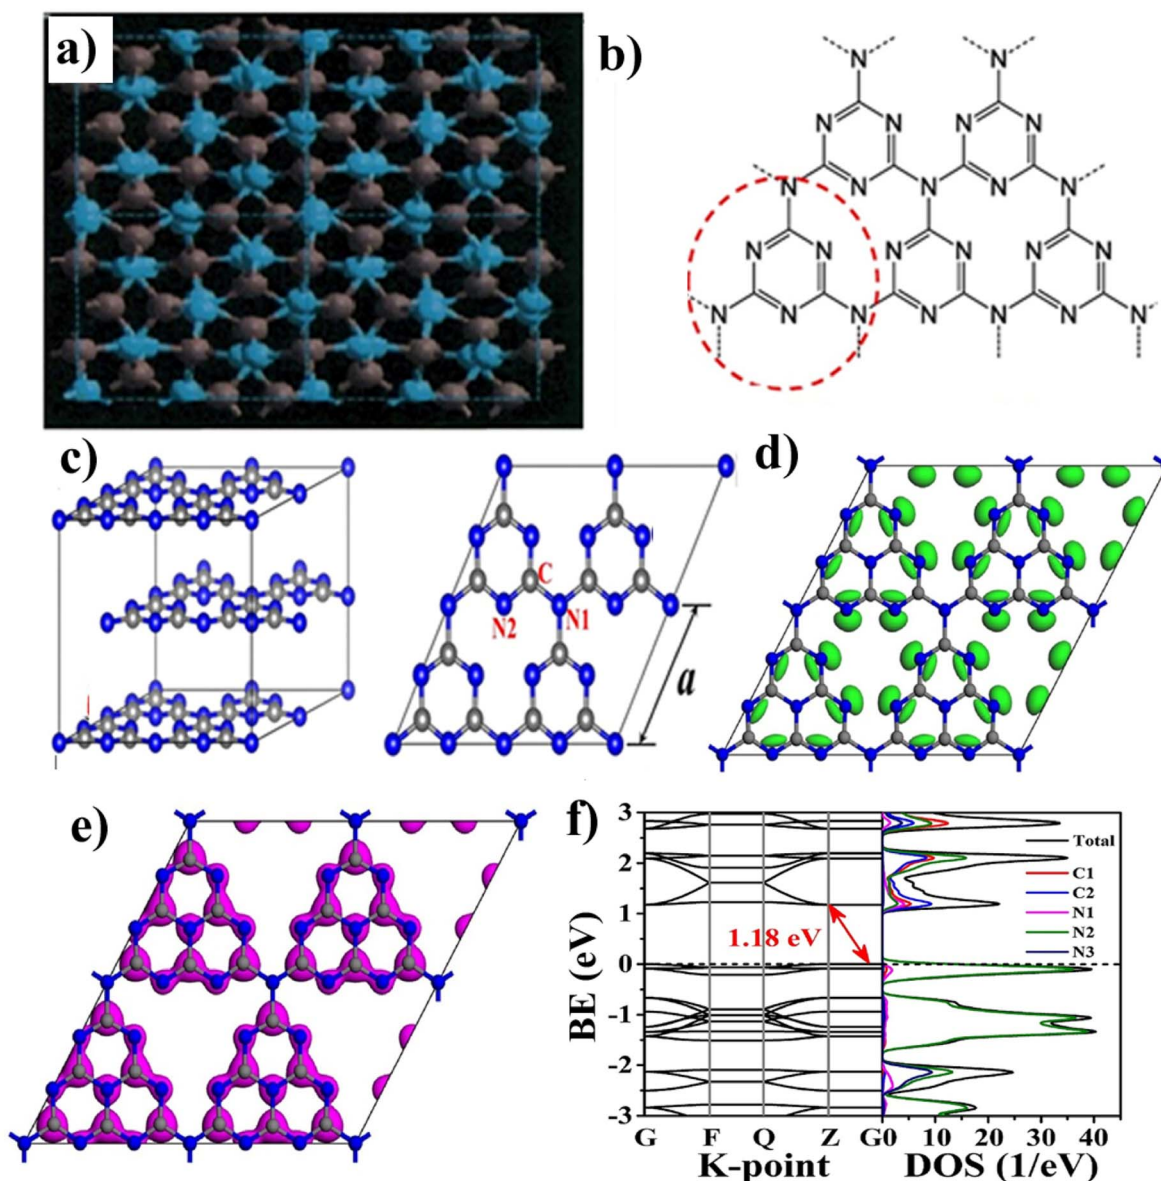 a)
b)
N N
N N N N
N N N N N
N N N N N N
N N N N N N N
c)
C
N2 N1
a
d)
e)
f)
BE (eV)
3
2
1
0
-1
-2
-3
1.18 eV
G F Q Z G
K-point
Total
C1
C2
N1
N2
N3
0 10 20 30 40
DOS (1/eV)